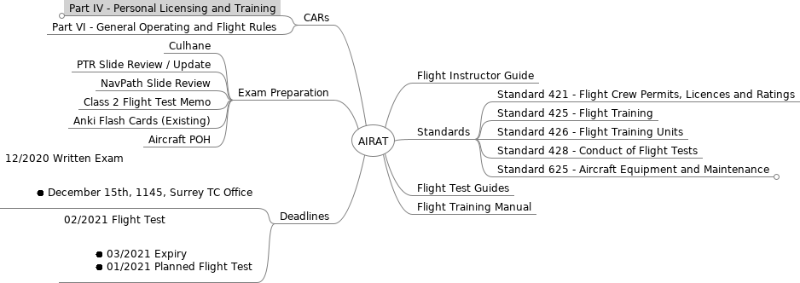 Part IV - Personal Licensing and Training
Part VI - General Operating and Flight Rules
CARs
Culhane
PTR Slide Review / Update
NavPath Slide Review
Class 2 Flight Test Memo
Anki Flash Cards (Existing)
Aircraft POH
Exam Preparation
12/2020 Written Exam
December 15th, 1145, Surrey TC Office
02/2021 Flight Test
03/2021 Expiry
01/2021 Planned Flight Test
Deadlines
AIRAT
Flight Instructor Guide
Standards
Standard 421 - Flight Crew Permits, Licences and Ratings
Standard 425 - Flight Training
Standard 426 - Flight Training Units
Standard 428 - Conduct of Flight Tests
Standard 625 - Aircraft Equipment and Maintenance
Flight Test Guides
Flight Training Manual